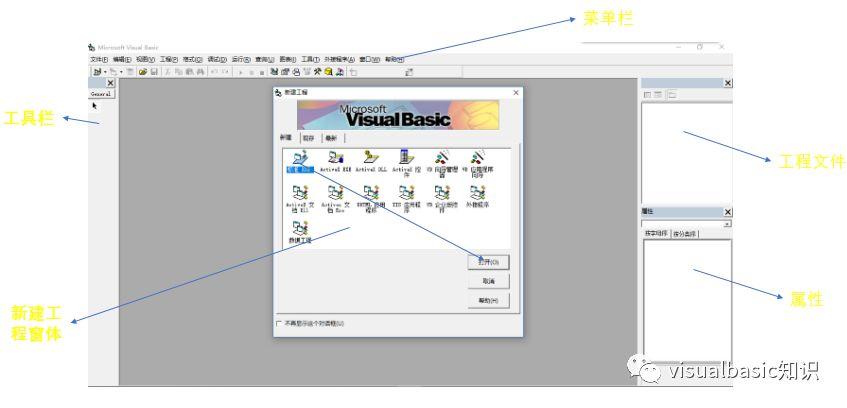 菜单栏
Microsoft Visual Basic
文件(F) 编辑(E) 视图(V) 工程(P) 格式(O) 调试(D) 运行(R) 查询(U) 图表(I) 工具(T) 外接程序(A) 窗口(W) 帮助(H)
General
工具栏
新建工程
Microsoft
Visual Basic
新建 现存 最新
标准 EXE ActiveX EXE ActiveX DLL ActiveX 控件 VB 向导管理器 VB 应用程序向导
ActiveX 文档 Dll ActiveX 文档 Exe DHTML 应用程序 IIS 应用程序 VB 企业版控件 外接程序
数据工程
打开(O)
取消
帮助(H)
不再显示这个对话框(U)
工程文件
属性
按字母序 按分类序
新建工
程窗体
属性
visualbasic知识